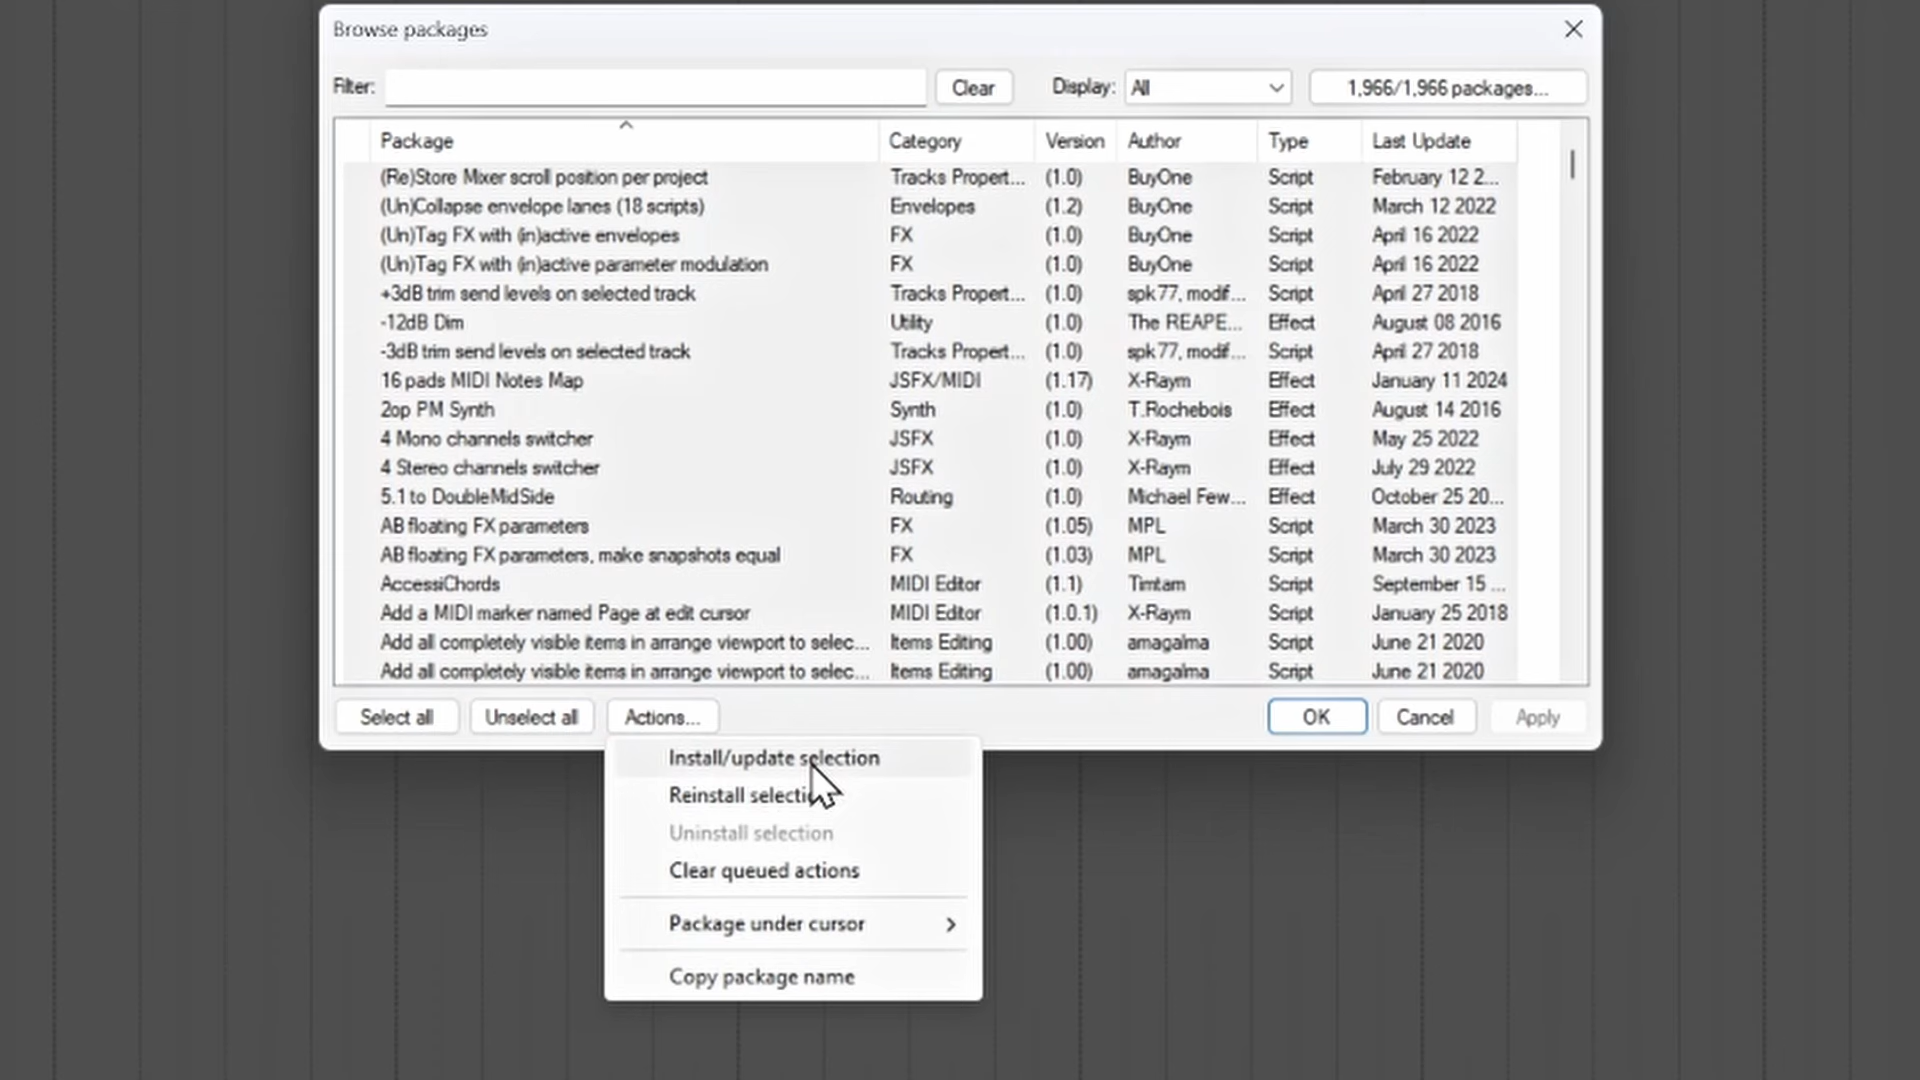 Browse packages
Filter: Clear Display: All 1,966/1,966 packages...
Package Category Version Author Type Last Update
(Re)Store Mixer scroll position per project Tracks Propert... (1.0) BuyOne Script February 12 2...
(Un)Collapse envelope lanes (18 scripts) Envelopes (1.2) BuyOne Script March 12 2022
(Un)Tag FX with (in)active envelopes FX (1.0) BuyOne Script April 16 2022
(Un)Tag FX with (in)active parameter modulation FX (1.0) BuyOne Script April 16 2022
+3dB trim send levels on selected track Tracks Propert... (1.0) spk77, modif... Script April 27 2018
-12dB Dim Utility (1.0) The REAPE... Effect August 08 2016
-3dB trim send levels on selected track Tracks Propert... (1.0) spk77, modif... Script April 27 2018
16 pads MIDI Notes Map JSFX/MIDI (1.17) X-Raym Effect January 11 2024
2op PM Synth Synth (1.0) T.Rochebois Effect August 14 2016
4 Mono channels switcher JSFX (1.0) X-Raym Effect May 25 2022
4 Stereo channels switcher JSFX (1.0) X-Raym Effect July 29 2022
5.1 to DoubleMidSide Routing (1.0) Michael Few... Effect October 25 20...
AB floating FX parameters FX (1.05) MPL Script March 30 2023
AB floating FX parameters, make snapshots equal FX (1.03) MPL Script March 30 2023
AccessiChords MIDI Editor (1.1) Timtam Script September 15 ...
Add a MIDI marker named Page at edit cursor MIDI Editor (1.0.1) X-Raym Script January 25 2018
Add all completely visible items in arrange viewport to selec... Items Editing (1.00) amagalma Script June 21 2020
Add all completely visible items in arrange viewport to selec... Items Editing (1.00) amagalma Script June 21 2020
Select all Unselect all Actions... OK Cancel Apply
Install/update selection
Reinstall selection
Uninstall selection
Clear queued actions
Package under cursor
Copy package name